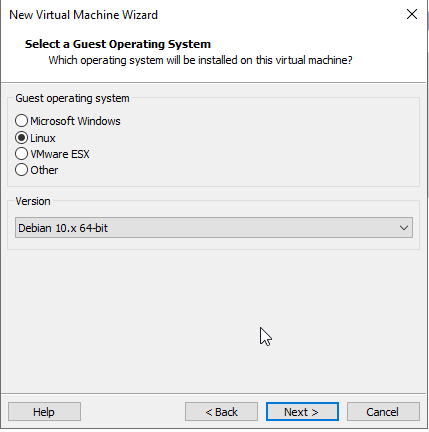 New Virtual Machine Wizard
Select a Guest Operating System
Which operating system will be installed on this virtual machine?
Guest operating system
Microsoft Windows
Linux
VMware ESX
Other
Version
Debian 10.x 64-bit
Help
< Back
Next >
Cancel